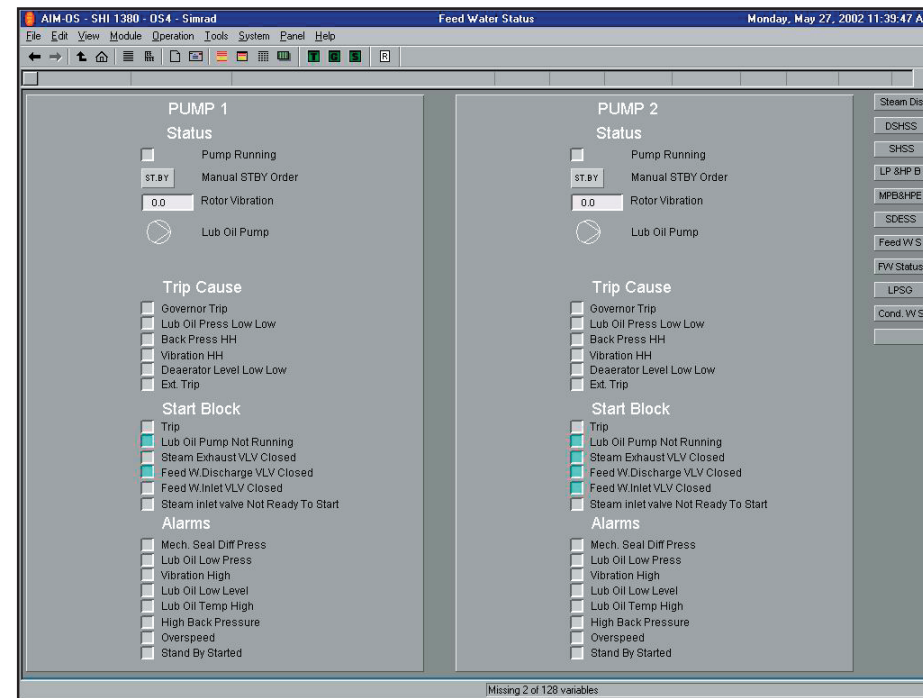 AIM-OS - SHI 1380 - OS4 - Simrad Feed Water Status Monday, May 27, 2002 11:39:47 A
File Edit View Module Operation Tools System Panel Help
T G S R
PUMP 1
Status
Pump Running
ST.BY Manual STBY Order
0.0 Rotor Vibration
Lub Oil Pump
Trip Cause
Governor Trip
Lub Oil Press Low Low
Back Press HH
Vibration HH
Deaerator Level Low Low
Ext. Trip
Start Block
Trip
Lub Oil Pump Not Running
Steam Exhaust VLV Closed
Feed W.Discharge VLV Closed
Feed W.Inlet VLV Closed
Steam inlet valve Not Ready To Start
Alarms
Mech. Seal Diff Press
Lub Oil Low Press
Vibration High
Lub Oil Low Level
Lub Oil Temp High
High Back Pressure
Overspeed
Stand By Started
PUMP 2
Status
Pump Running
ST.BY Manual STBY Order
0.0 Rotor Vibration
Lub Oil Pump
Trip Cause
Governor Trip
Lub Oil Press Low Low
Back Press HH
Vibration HH
Deaerator Level Low Low
Ext. Trip
Start Block
Trip
Lub Oil Pump Not Running
Steam Exhaust VLV Closed
Feed W.Discharge VLV Closed
Feed W.Inlet VLV Closed
Steam inlet valve Not Ready To Start
Alarms
Mech. Seal Diff Press
Lub Oil Low Press
Vibration High
Lub Oil Low Level
Lub Oil Temp High
High Back Pressure
Overspeed
Stand By Started
Steam Dis
DSHSS
SHSS
LP &HP B
MPB&HPE
SDESS
Feed W S
FW Status
LPSG
Cond. W S
Missing 2 of 128 variables